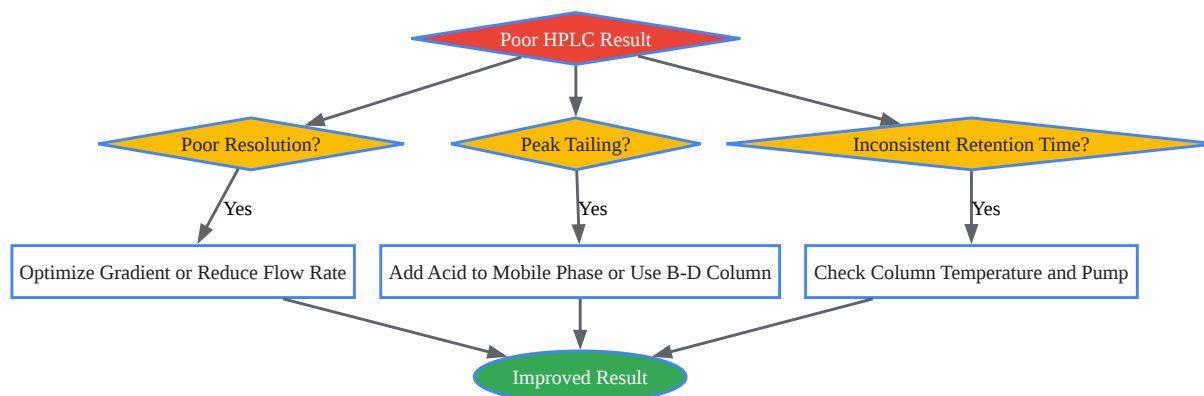 Poor HPLC Result
Poor Resolution?
Peak Tailing?
Inconsistent Retention Time?
Yes
Yes
Yes
Optimize Gradient or Reduce Flow Rate
Add Acid to Mobile Phase or Use B-D Column
Check Column Temperature and Pump
Improved Result